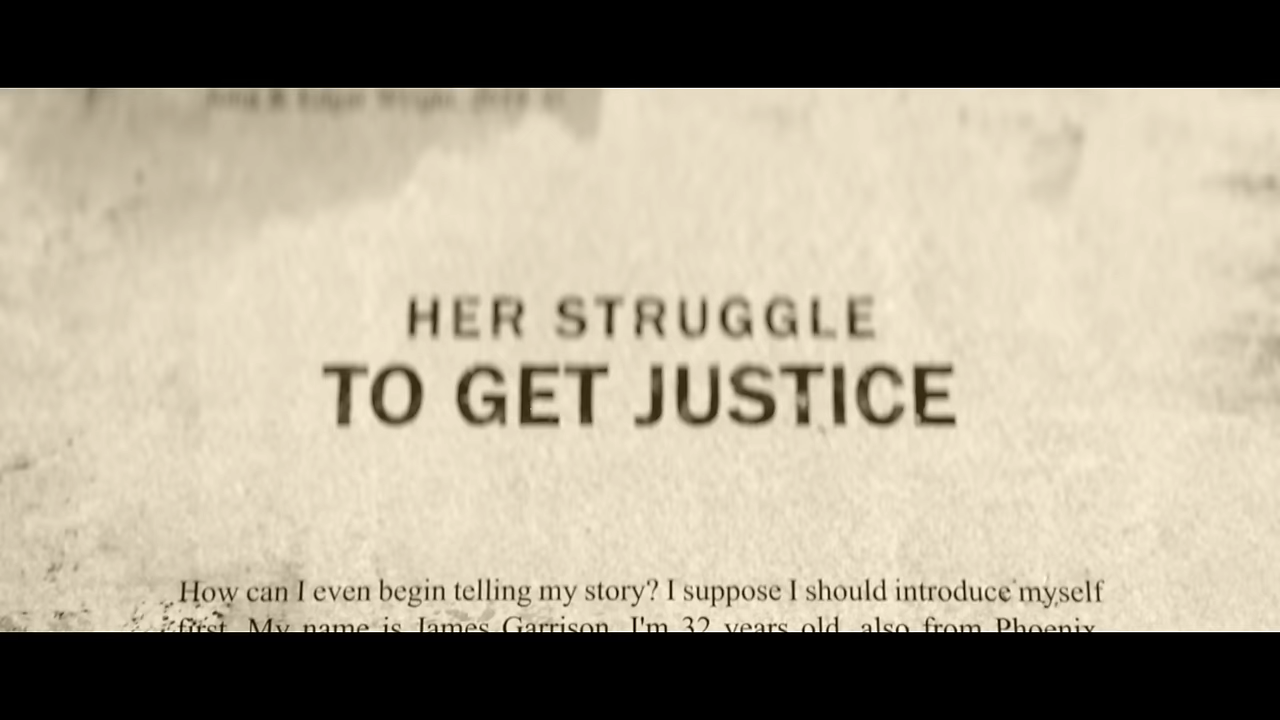 HER STRUGGLE
TO GET JUSTICE
How can I even begin telling my story? I suppose I should introduce myself
first. My name is James Garrison. I'm 32 years old, also from Phoenix,